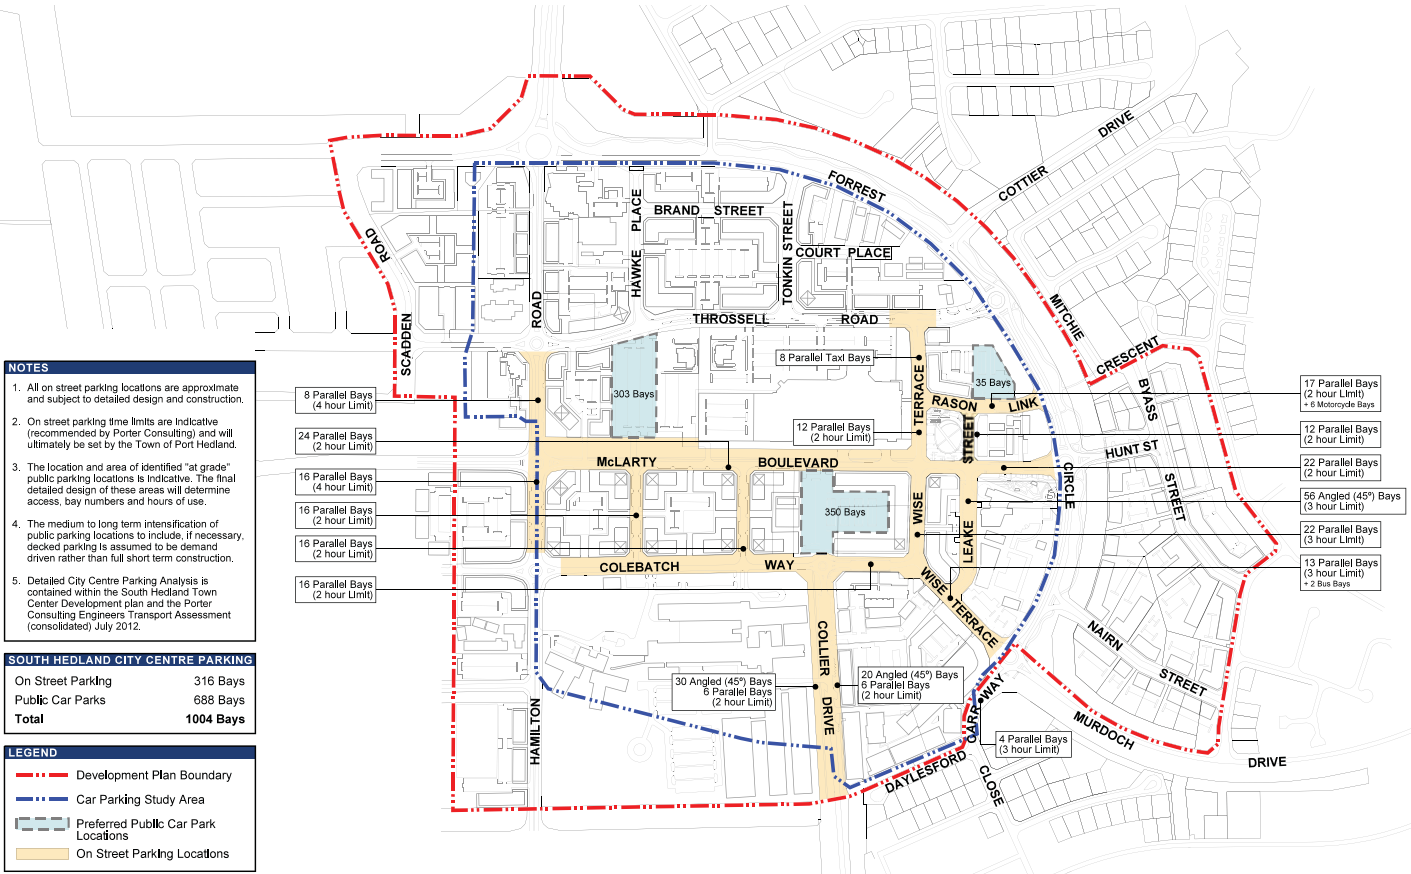 NOTES
1. All on street parking locations are approximate
and subject to detailed design and construction.
2. On street parking time limits are indicative
(recommended by Porter Consulting) and will
ultimately be set by the Town of Port Hedland.
3. The location and area of identified "at grade"
public parking locations is indicative. The final
detailed design of these areas will determine
access, bay numbers and hours of use.
4. The medium to long term intensification of
public parking locations to include, if necessary,
decked parking is assumed to be demand
driven rather than full short term construction.
5. Detailed City Centre Parking Analysis is
contained within the South Hedland Town
Center Development plan and the Porter
Consulting Engineers Transport Assessment
(consolidated) July 2012.
SOUTH HEDLAND CITY CENTRE PARKING
On Street Parking 316 Bays
Public Car Parks 688 Bays
Total 1004 Bays
LEGEND
Development Plan Boundary
Car Parking Study Area
Preferred Public Car Park
Locations
On Street Parking Locations
8 Parallel Bays
(4 hour Limit)
24 Parallel Bays
(2 hour Limit)
16 Parallel Bays
(4 hour Limit)
16 Parallel Bays
(2 hour Limit)
16 Parallel Bays
(2 hour Limit)
16 Parallel Bays
(2 hour Limit)
8 Parallel Taxi Bays
12 Parallel Bays
(2 hour Limit)
303 Bays
350 Bays
35 Bays
30 Angled (45º) Bays
6 Parallel Bays
(2 hour Limit)
20 Angled (45º) Bays
6 Parallel Bays
(2 hour Limit)
4 Parallel Bays
(3 hour Limit)
17 Parallel Bays
(2 hour Limit)
+ 6 Motorcycle Bays
12 Parallel Bays
(2 hour Limit)
22 Parallel Bays
(2 hour Limit)
56 Angled (45º) Bays
(3 hour Limit)
22 Parallel Bays
(3 hour Limit)
13 Parallel Bays
(3 hour Limit)
+ 2 Bus Bays
SCADDEN ROAD
HAMILTON ROAD
HAWKE PLACE
BRAND STREET
TONKIN STREET
COURT PLACE
THROSSELL ROAD
FORREST CIRCLE
COTTIER DRIVE
MITCHIE CRESCENT
BYASS STREET
HUNT ST
RASON LINK
WISE TERRACE
LEAKE STREET
McLARTY BOULEVARD
COLEBATCH WAY
WISE TERRACE
COLLIER DRIVE
NAIRN STREET
MURDOCH DRIVE
CARR WAY
DAYLESFORD CLOSE